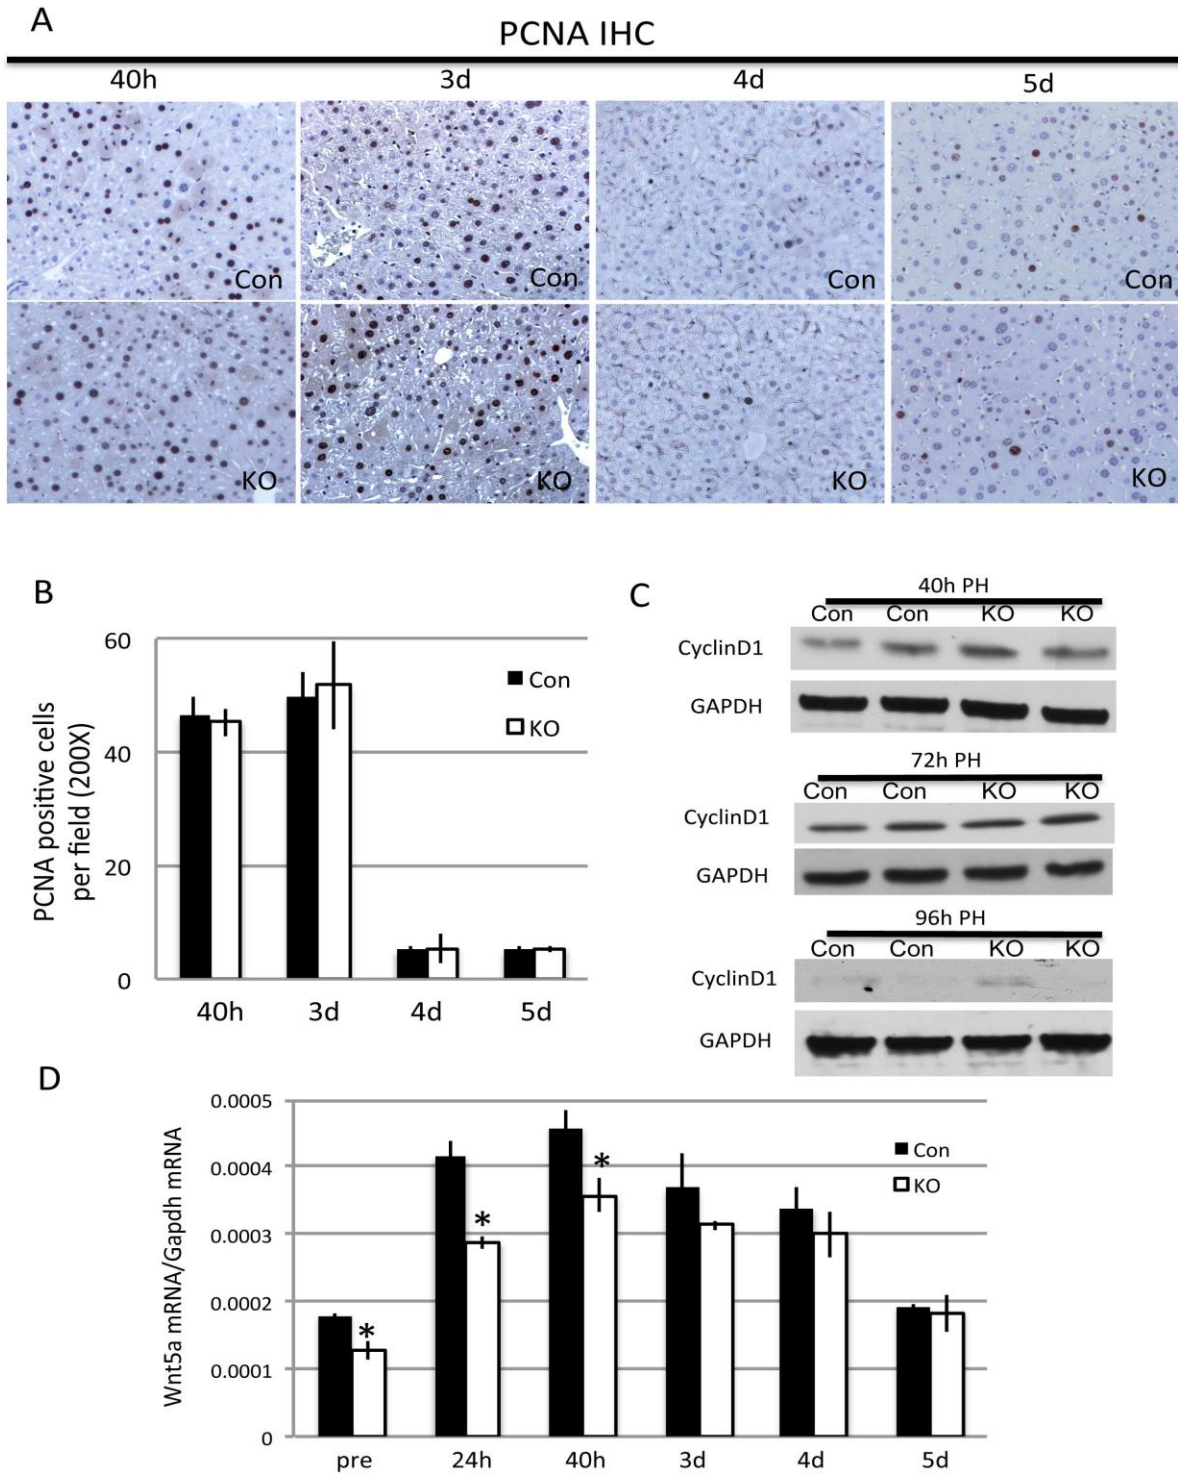 A
PCNA IHC
40h 3d 4d 5d
Con Con Con Con
KO KO KO KO
B
PCNA positive cells
per field (200X)
60
40
20
0
Con
KO
40h 3d 4d 5d
C
40h PH
Con Con KO KO
CyclinD1
GAPDH
72h PH
Con Con KO KO
CyclinD1
GAPDH
96h PH
Con Con KO KO
CyclinD1
GAPDH
D
Wnt5a mRNA/Gapdh mRNA
0.0005
0.0004
0.0003
0.0002
0.0001
0
* * *
Con
KO
pre 24h 40h 3d 4d 5d